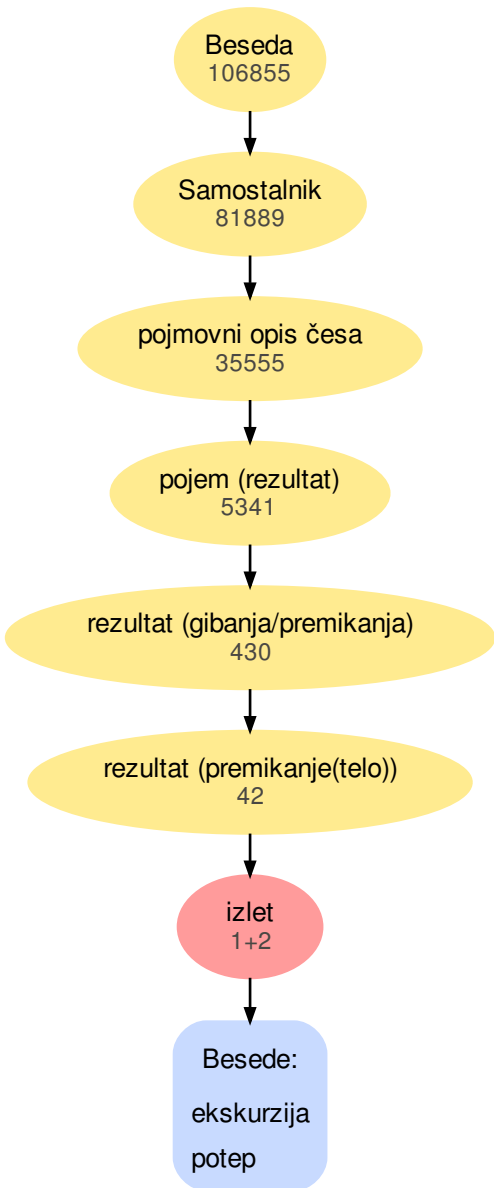 Beseda
106855
Samostalnik
81889
pojmovni opis česa
35555
pojem (rezultat)
5341
rezultat (gibanja/premikanja)
430
rezultat (premikanje(telo))
42
izlet
1+2
Besede:
ekskurzija
potep